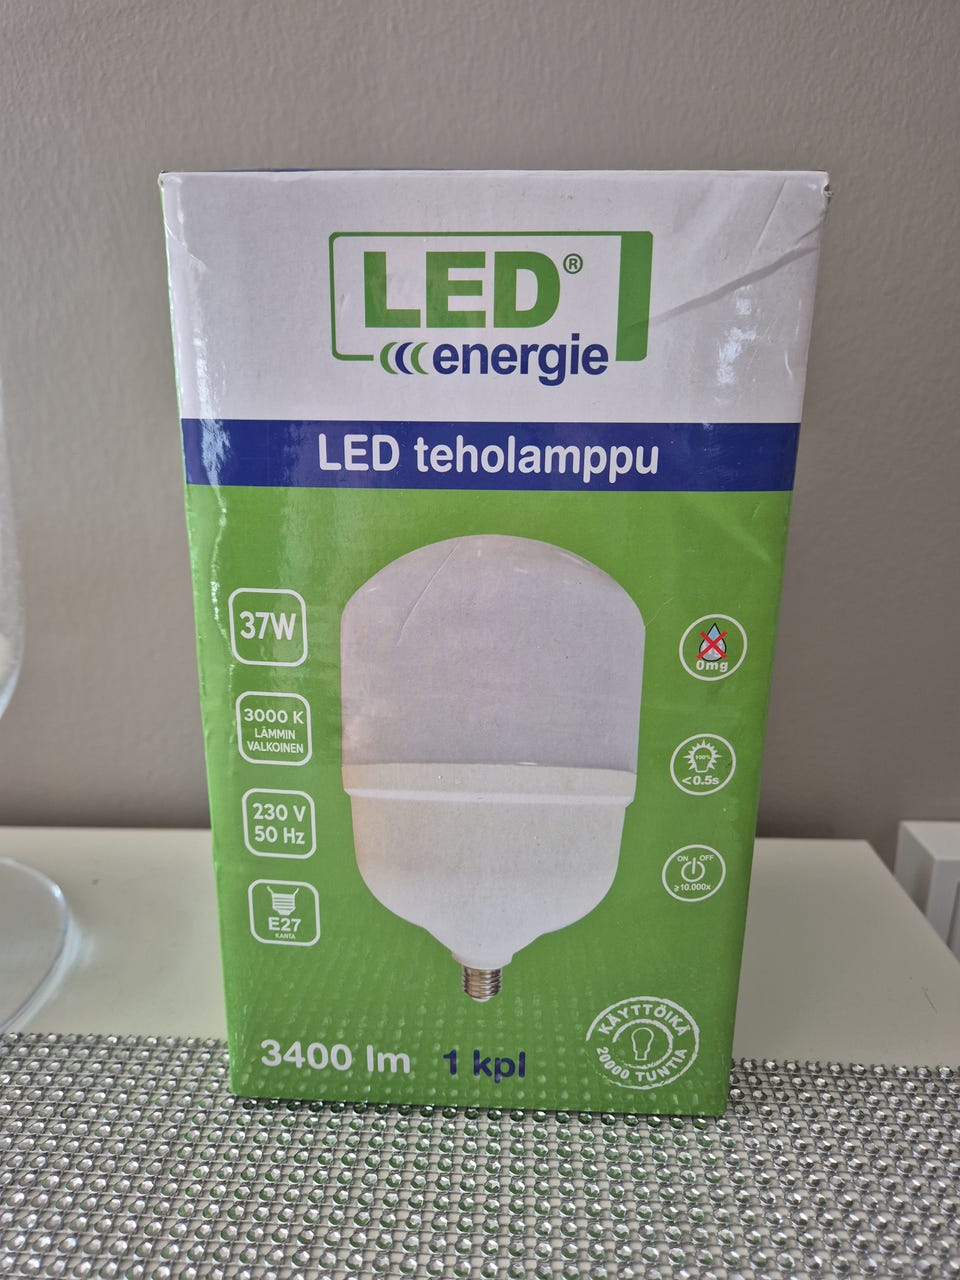 LED®
energie
LED teholamppu
37W
3000 K
LÄMMIN
VALKOINEN
230 V
50 Hz
E27
KANTA
0mg
100%
<0.5s
ON OFF
≥10.000x
3400 lm 1 kpl
KÄYTTÖIKÄ
20000 TUNTIA